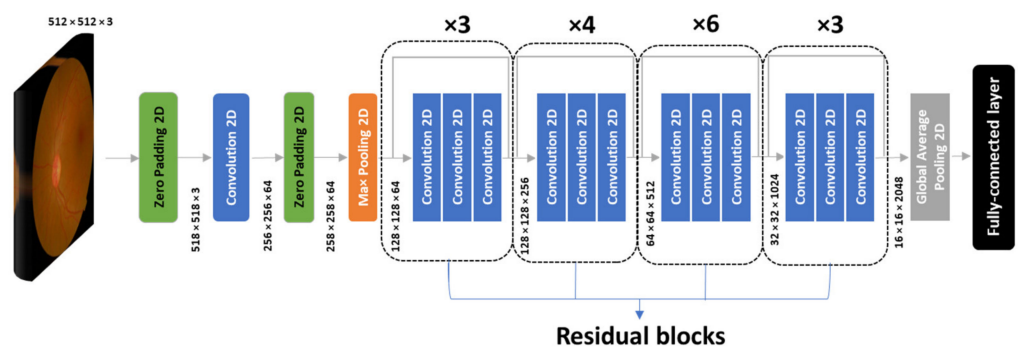 512×512×3
×3
×4
×6
×3
Zero Padding 2D
518×518×3
Convolution 2D
256×256×64
Zero Padding 2D
258×258×64
Max Pooling 2D
128×128×64
Convolution 2D
Convolution 2D
Convolution 2D
128×128×256
Convolution 2D
Convolution 2D
Convolution 2D
64×64×512
Convolution 2D
Convolution 2D
Convolution 2D
32×32×1024
Convolution 2D
Convolution 2D
Convolution 2D
16×16×2048
Global Average
Pooling 2D
Fully-connected layer
Residual blocks